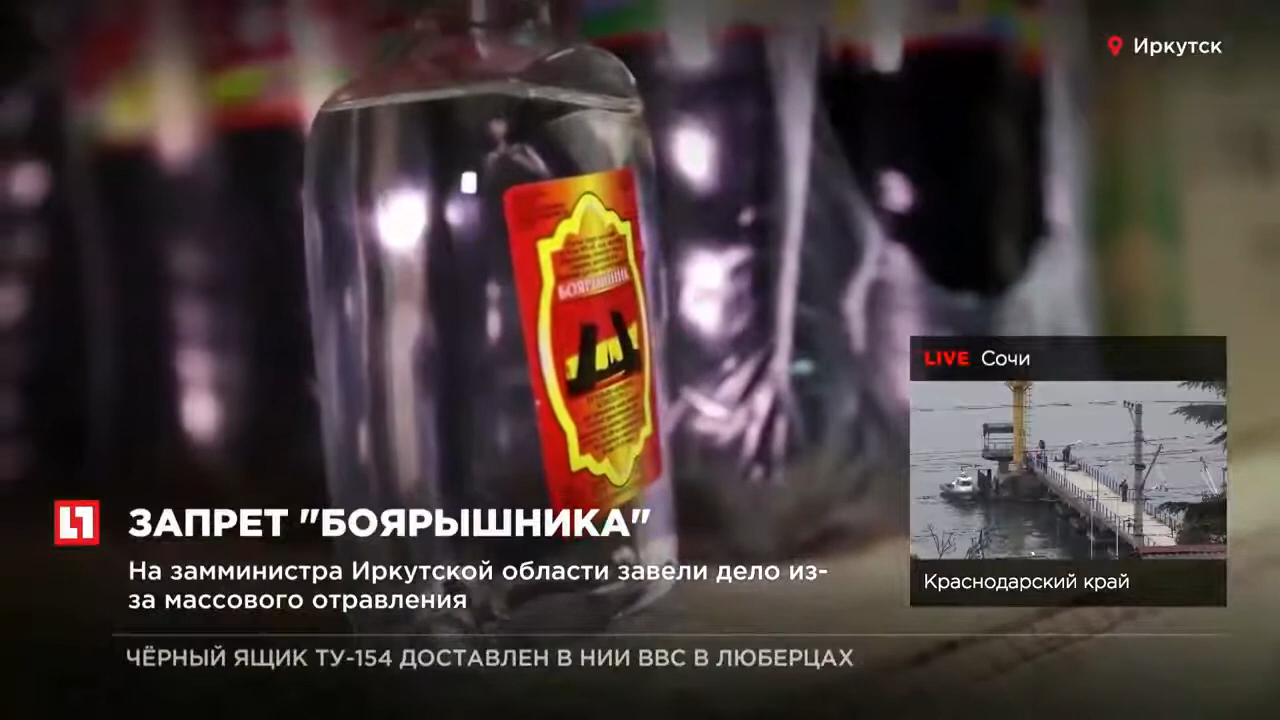 Иркутск
БОЯРЫШНИК
LIVE Сочи
Краснодарский край
ЗАПРЕТ "БОЯРЫШНИКА"
На замминистра Иркутской области завели дело из-
за массового отравления
ЧЁРНЫЙ ЯЩИК ТУ-154 ДОСТАВЛЕН В НИИ ВВС В ЛЮБЕРЦАХ